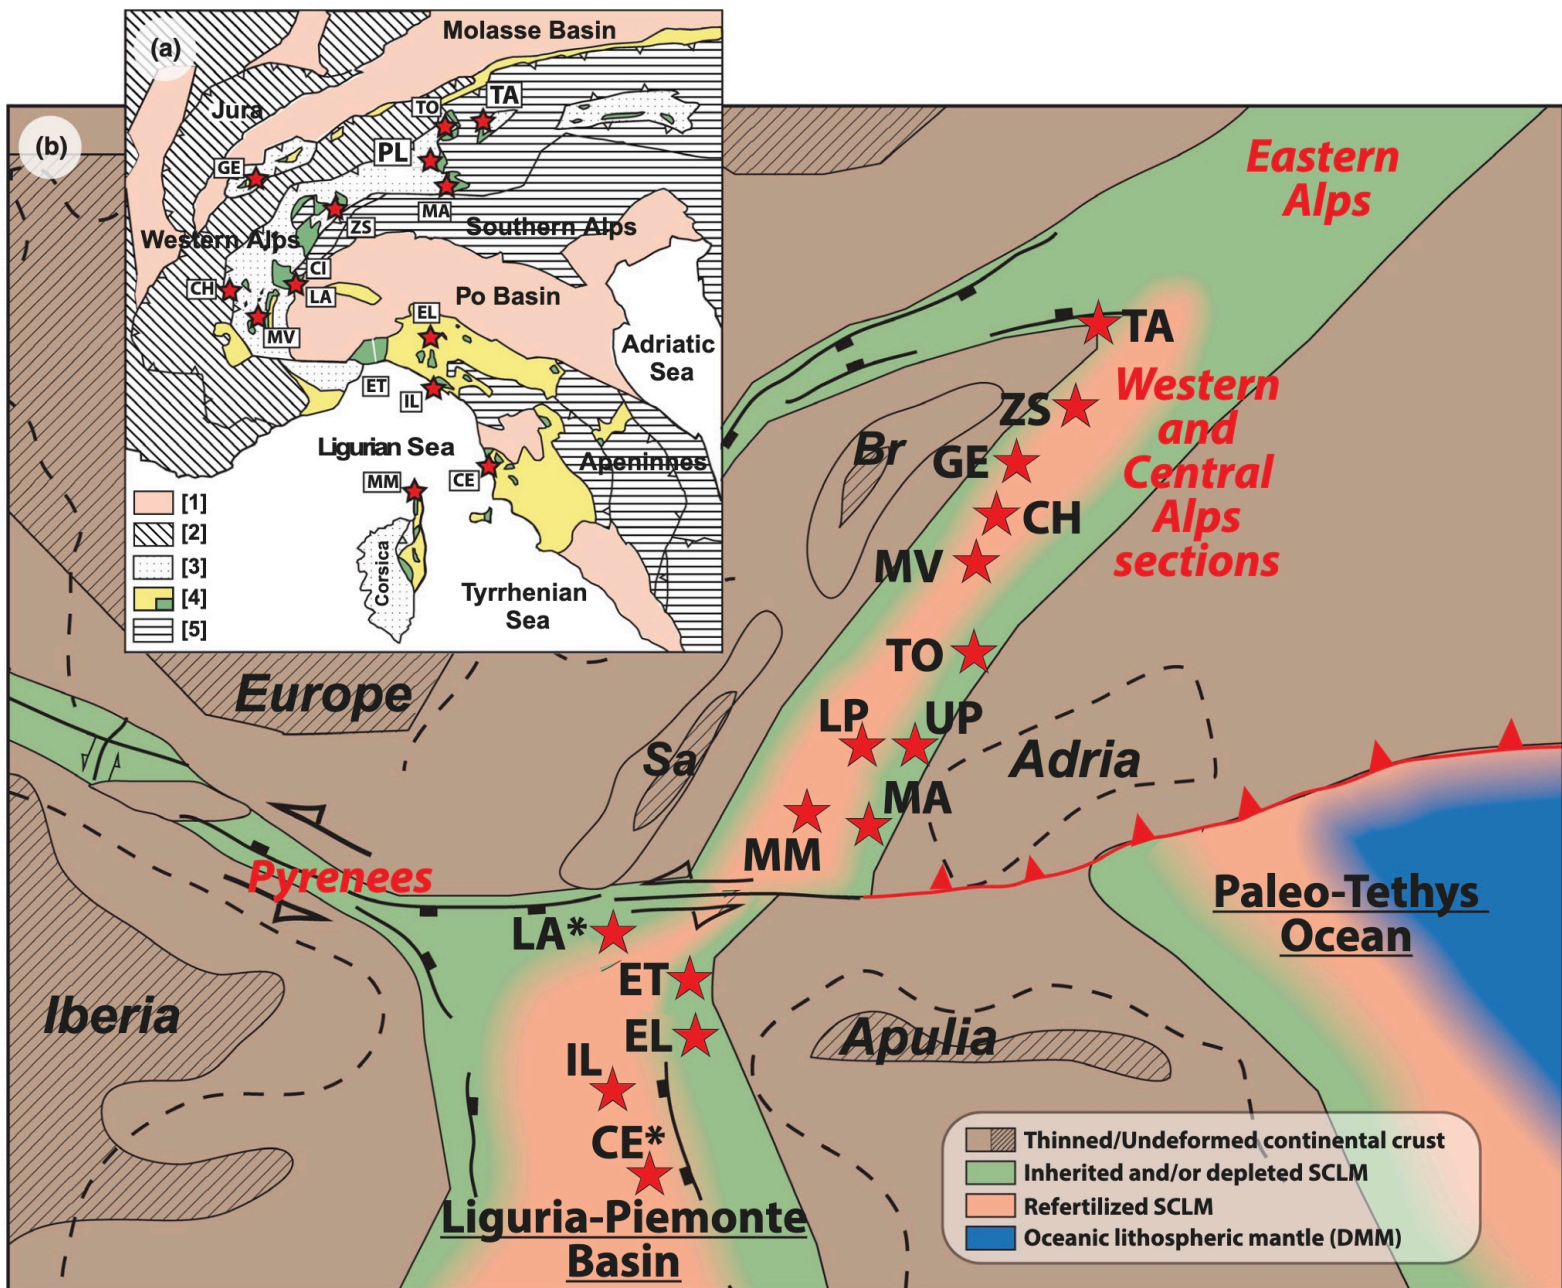 (a)
Molasse Basin
Jura
TO
TA
GE
PL
MA
ZS
Southern Alps
Western Alps
CI
CH
LA
Po Basin
EL
MV
Adriatic
Sea
ET
IL
Ligurian Sea
Apeninnes
MM
CE
Corsica
Tyrrhenian
Sea
[1]
[2]
[3]
[4]
[5]
(b)
Eastern
Alps
TA
Western
and
Central
Alps
sections
ZS
Br
GE
CH
MV
TO
Europe
LP
UP
Sa
Adria
MA
MM
Pyrenees
Paleo-Tethys
Ocean
LA*
ET
Iberia
EL
Apulia
IL
CE*
Liguria-Piemonte
Basin
Thinned/Undeformed continental crust
Inherited and/or depleted SCLM
Refertilized SCLM
Oceanic lithospheric mantle (DMM)